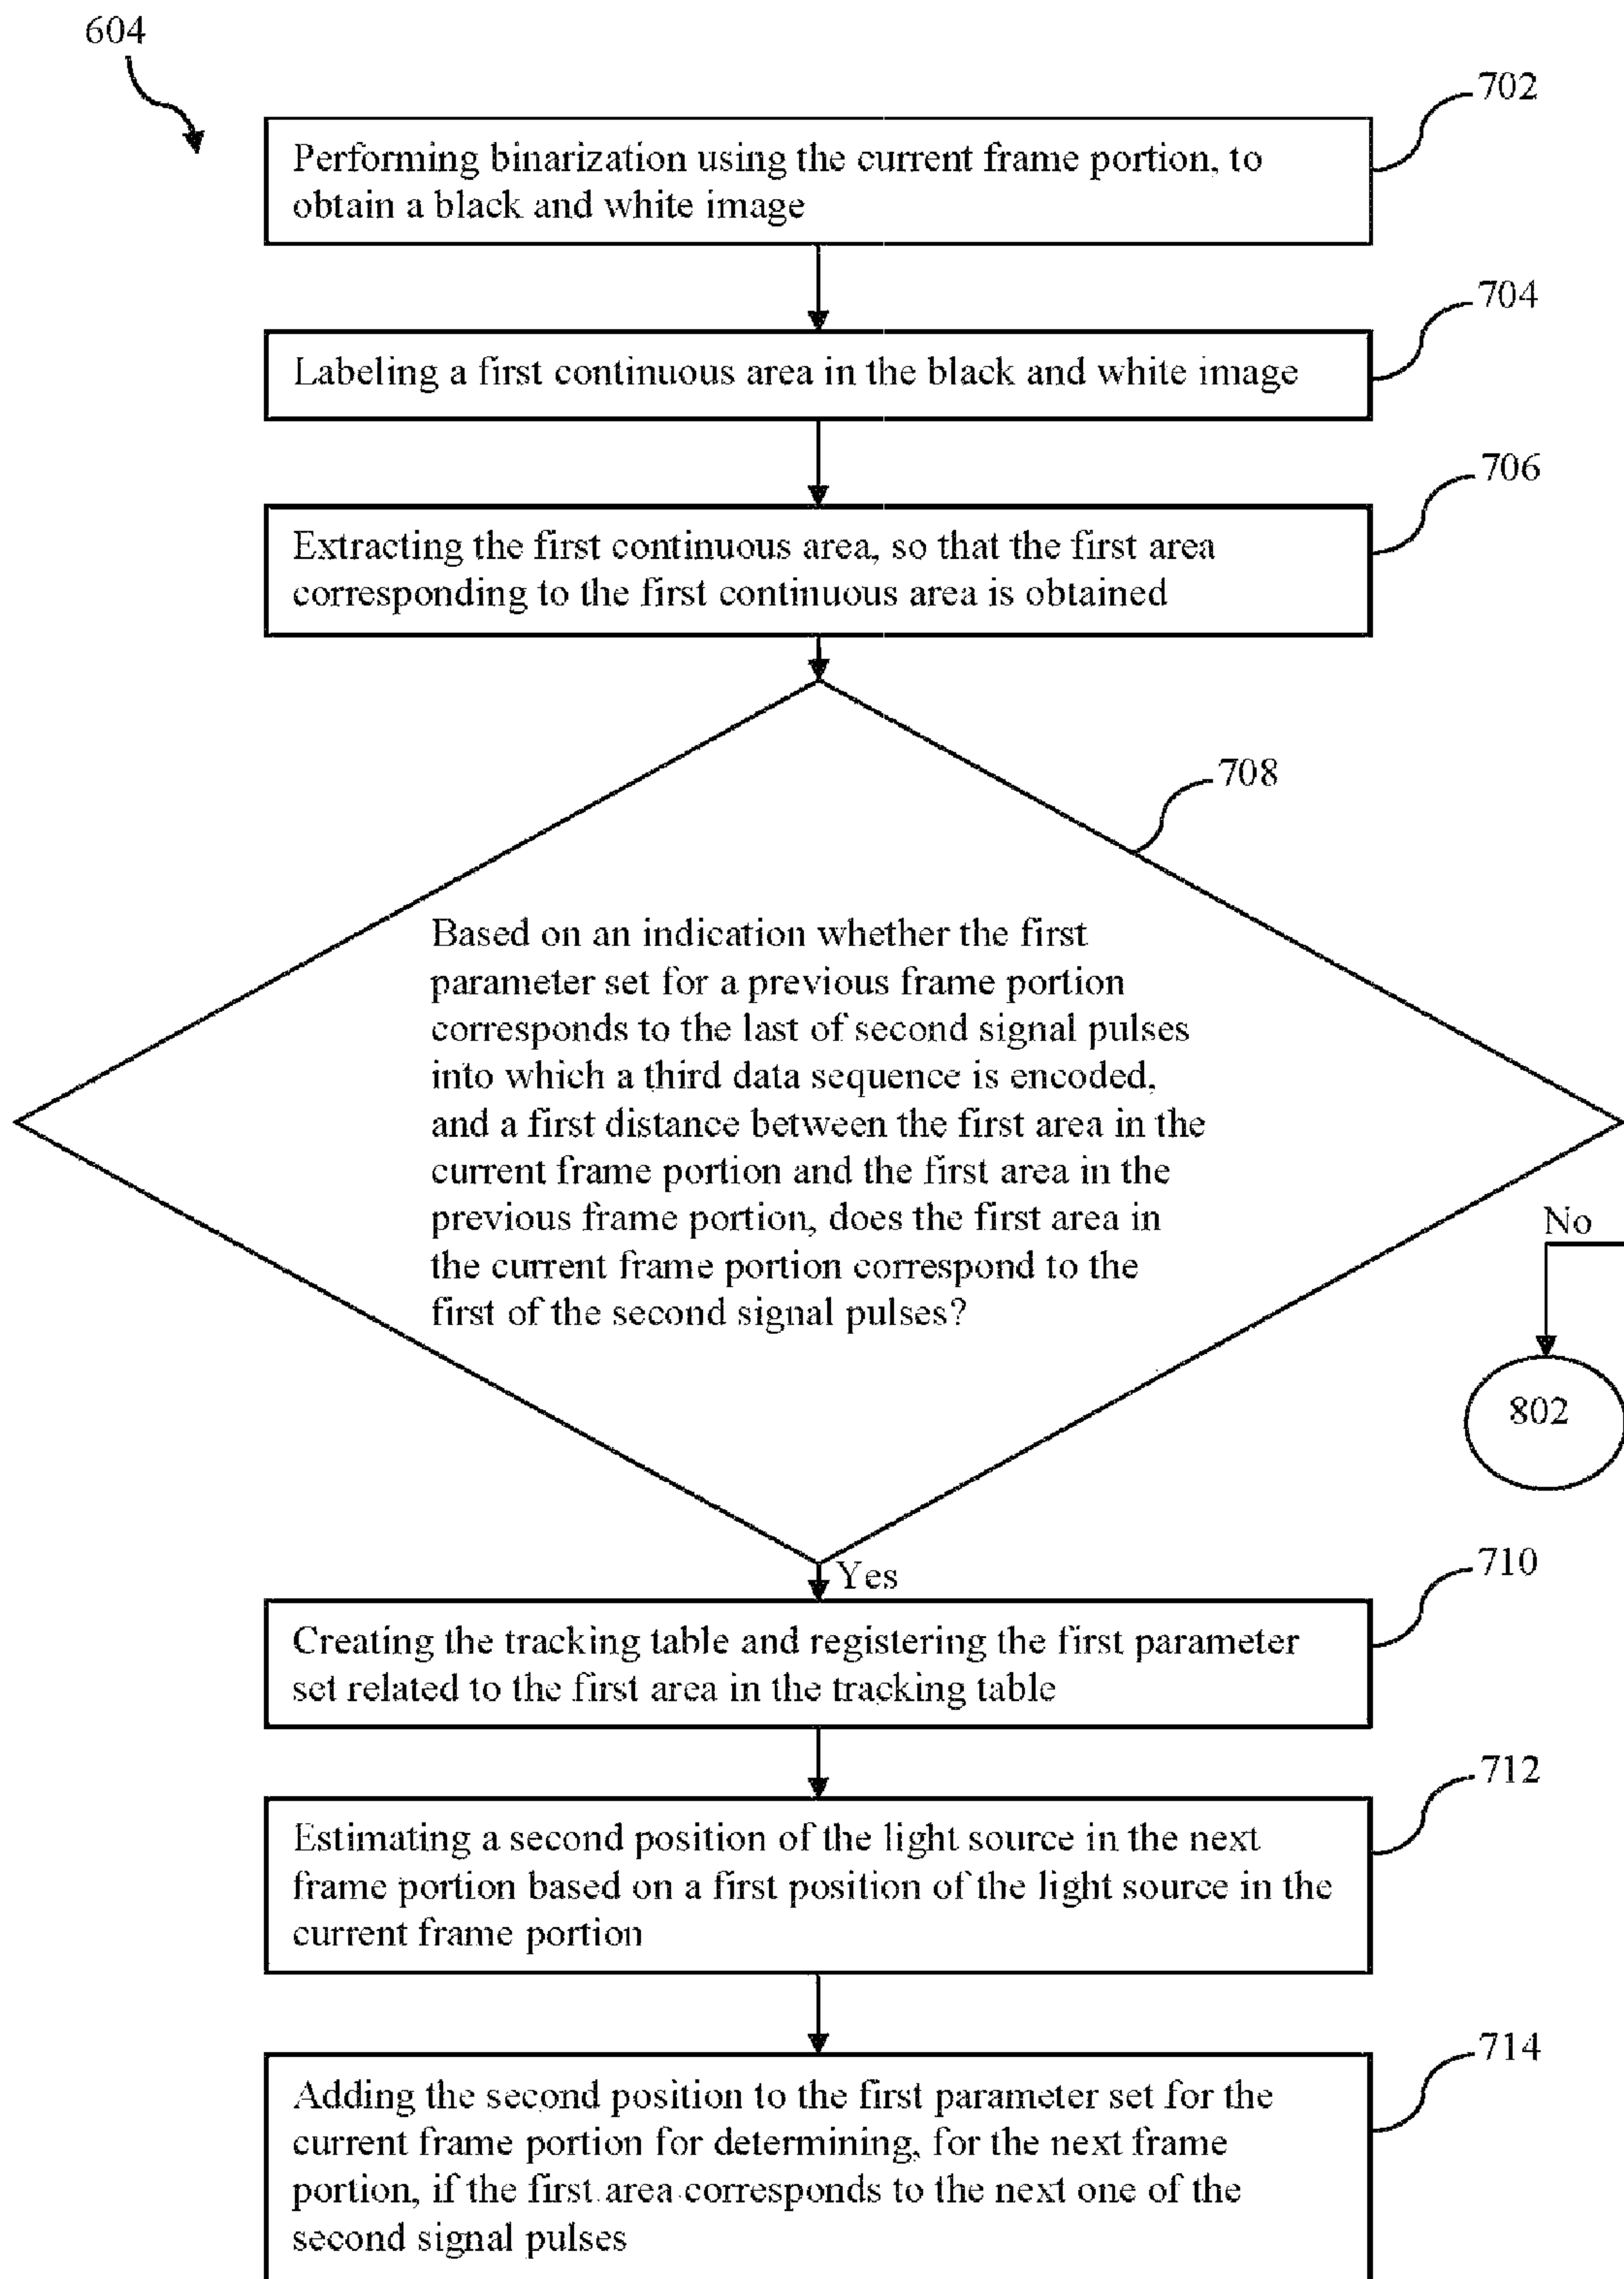 604
702
Performing binarization using the current frame portion, to
obtain a black and white image
704
Labeling a first continuous area in the black and white image
706
Extracting the first continuous area, so that the first area
corresponding to the first continuous area is obtained
708
Based on an indication whether the first
parameter set for a previous frame portion
corresponds to the last of second signal pulses
into which a third data sequence is encoded,
and a first distance between the first area in the
current frame portion and the first area in the
previous frame portion, does the first area in
the current frame portion correspond to the
first of the second signal pulses?
No
802
Yes
710
Creating the tracking table and registering the first parameter
set related to the first area in the tracking table
712
Estimating a second position of the light source in the next
frame portion based on a first position of the light source in the
current frame portion
714
Adding the second position to the first parameter set for the
current frame portion for determining, for the next frame
portion, if the first area corresponds to the next one of the
second signal pulses